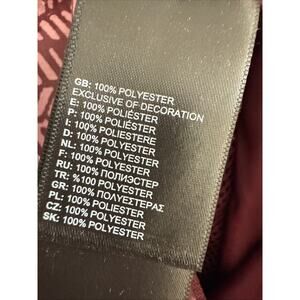 GB: 100% POLYESTER
EXCLUSIVE OF DECORATION
E: 100% POLIÉSTER
P: 100% POLIÉSTER
I: 100% POLIESTERE
D: 100% POLYESTER
NL: 100% POLYESTER
F: 100% POLYESTER
RU: 100% ПОЛИЭСТЕР
TR: %100 POLYESTER
GR: 100% ΠΟΛΥΕΣΤΕΡΑΣ
PL: 100% POLIESTER
CZ: 100% POLYESTER
SK: 100% POLYESTER